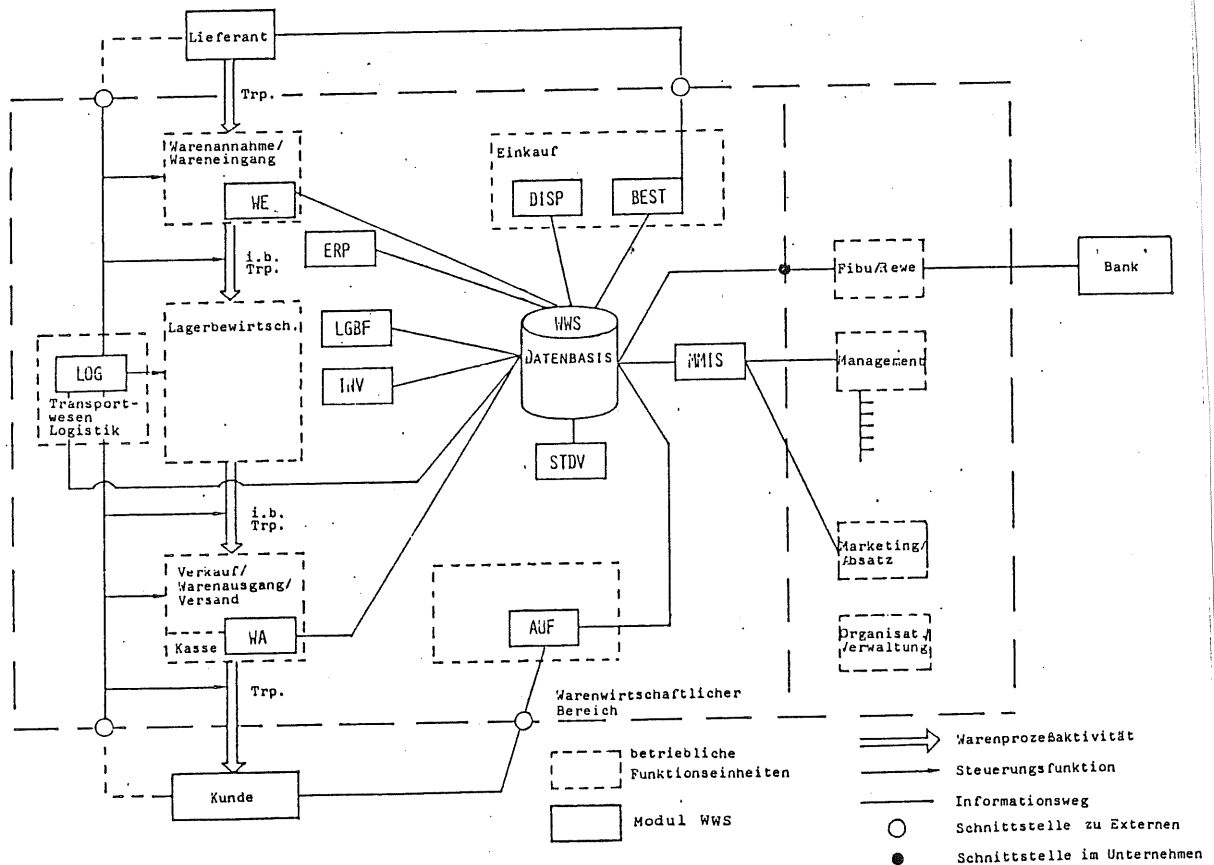 Lieferant
Trp.
Warenannahme/
Wareneingang
WE
Einkauf
DISP
BEST
i.b.
Trp.
ERP
Fibu/Rewe
Bank
Lagerbewirtsch.
LGBF
INV
WWS
DATENBASIS
MMIS
Management
LOG
Transport-
wesen
Logistik
STDV
i.b.
Trp.
Marketing/
Absatz
Verkauf/
Warenausgang/
Versand
Kasse
WA
AUF
Organisat./
Verwaltung
Trp.
Warenwirtschaftlicher
Bereich
Kunde
betriebliche
Funktionseinheiten
Modul WWS
Warenprozeßaktivität
Steuerungsfunktion
Informationsweg
Schnittstelle zu Externen
Schnittstelle im Unternehmen